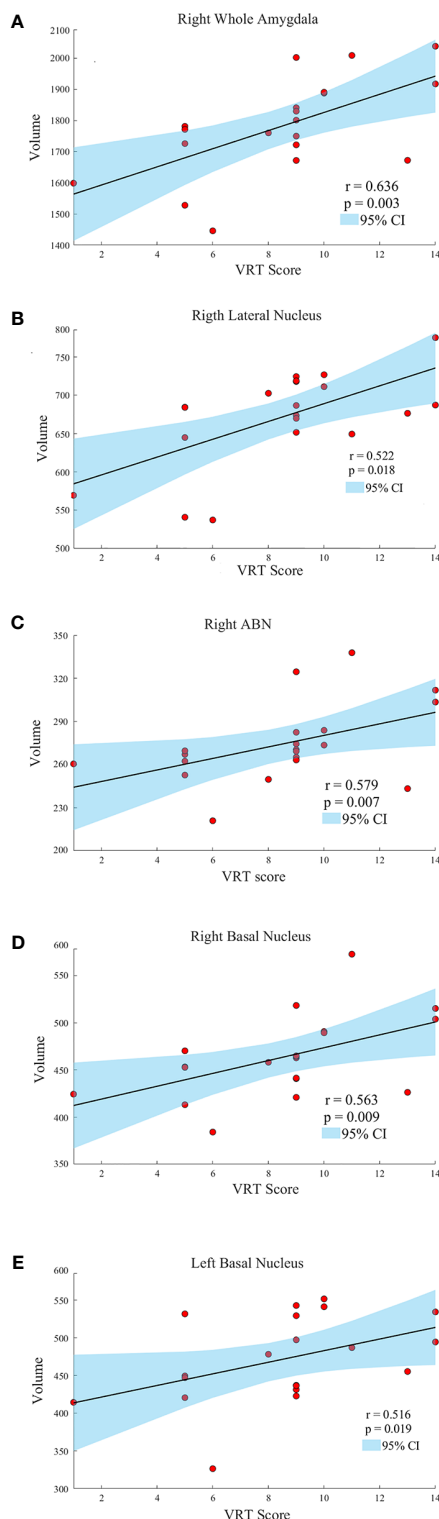 A
Right Whole Amygdala
2100
2000
1900
1800
1700
1600
1500
1400
Volume
r = 0.636
p = 0.003
95% CI
2 4 6 8 10 12 14
VRT Score
B
Rigth Lateral Nucleus
800
750
700
650
600
550
500
Volume
r = 0.522
p = 0.018
95% CI
2 4 6 8 10 12 14
VRT Score
C
Right ABN
350
320
290
260
230
200
Volume
r = 0.579
p = 0.007
95% CI
2 4 6 8 10 12 14
VRT score
D
Right Basal Nucleus
600
550
500
450
400
350
Volume
r = 0.563
p = 0.009
95% CI
2 4 6 8 10 12 14
VRT Score
E
Left Basal Nucleus
600
550
500
450
400
350
300
Volume
r = 0.516
p = 0.019
95% CI
2 4 6 8 10 12 14
VRT Score